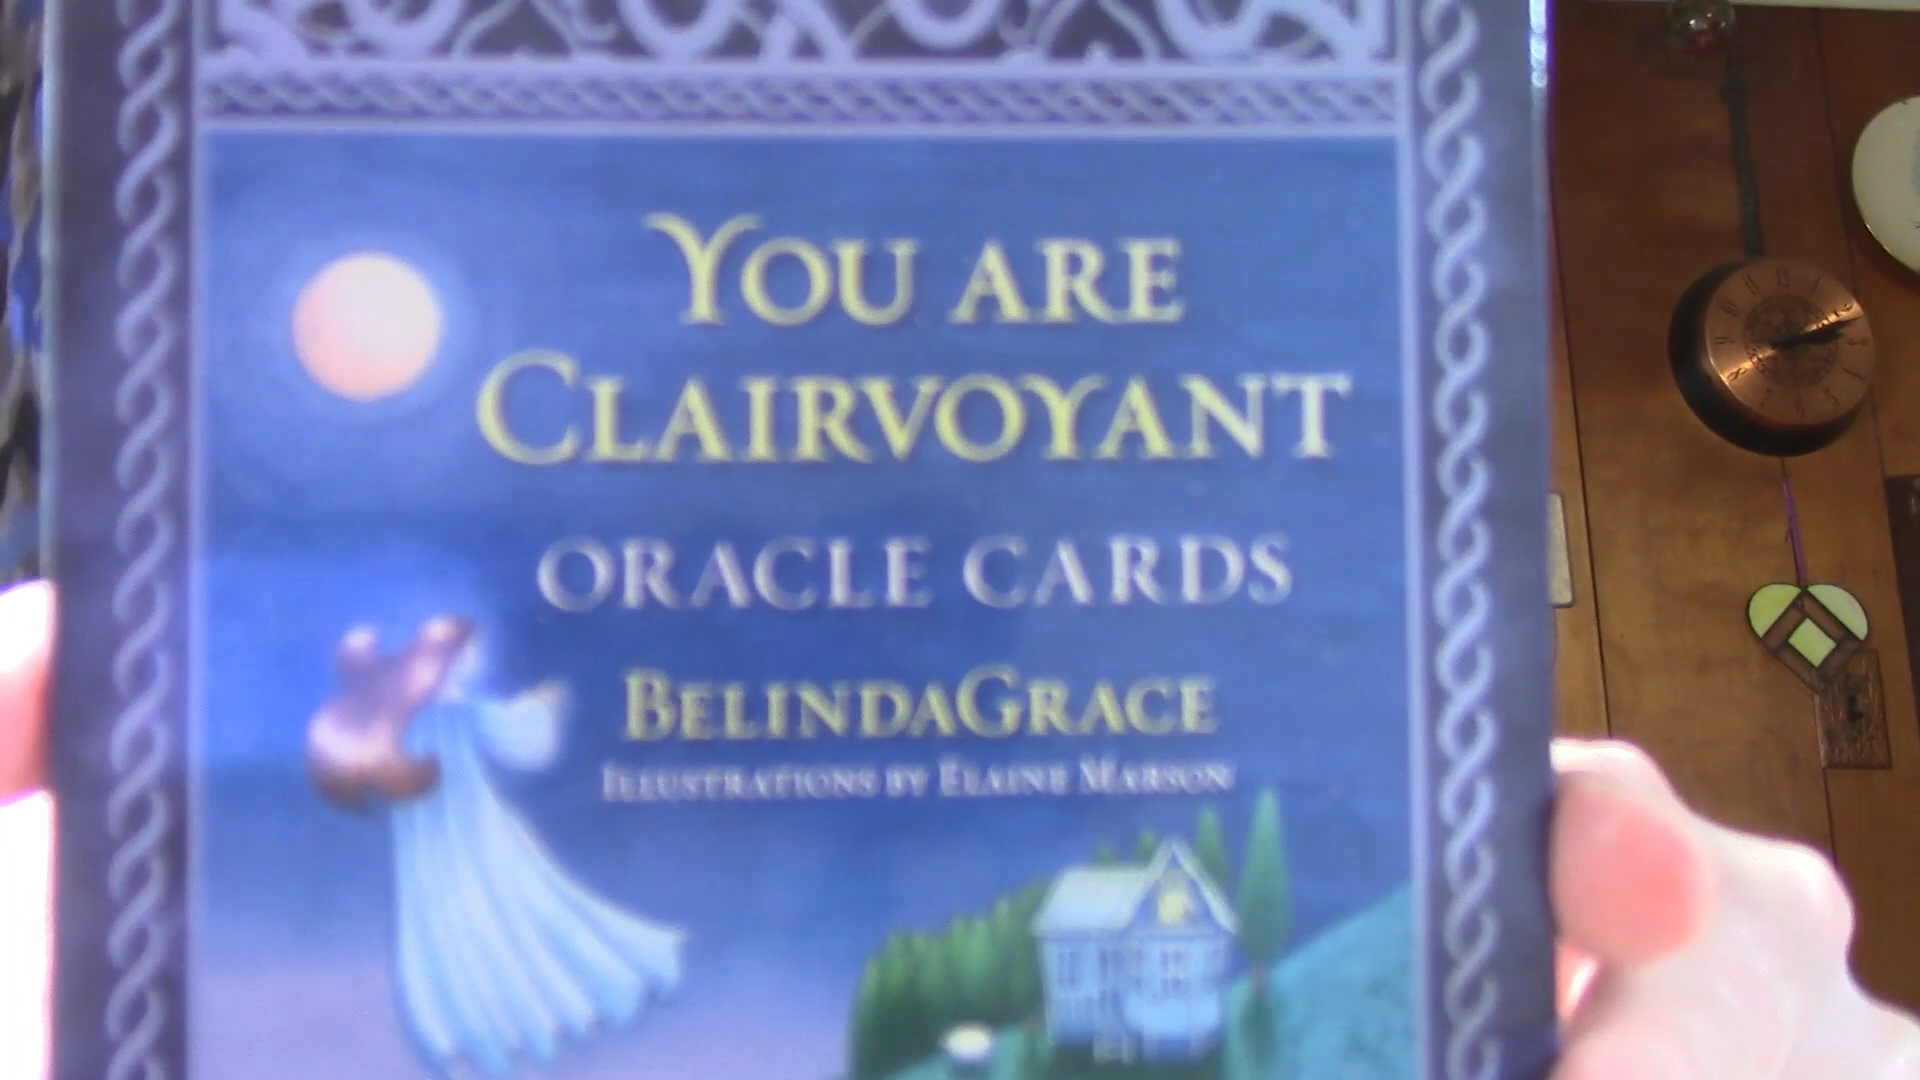 YOU ARE
CLAIRVOYANT
ORACLE CARDS
BELINDAGRACE
ILLUSTRATIONS BY ELAINE MARSON